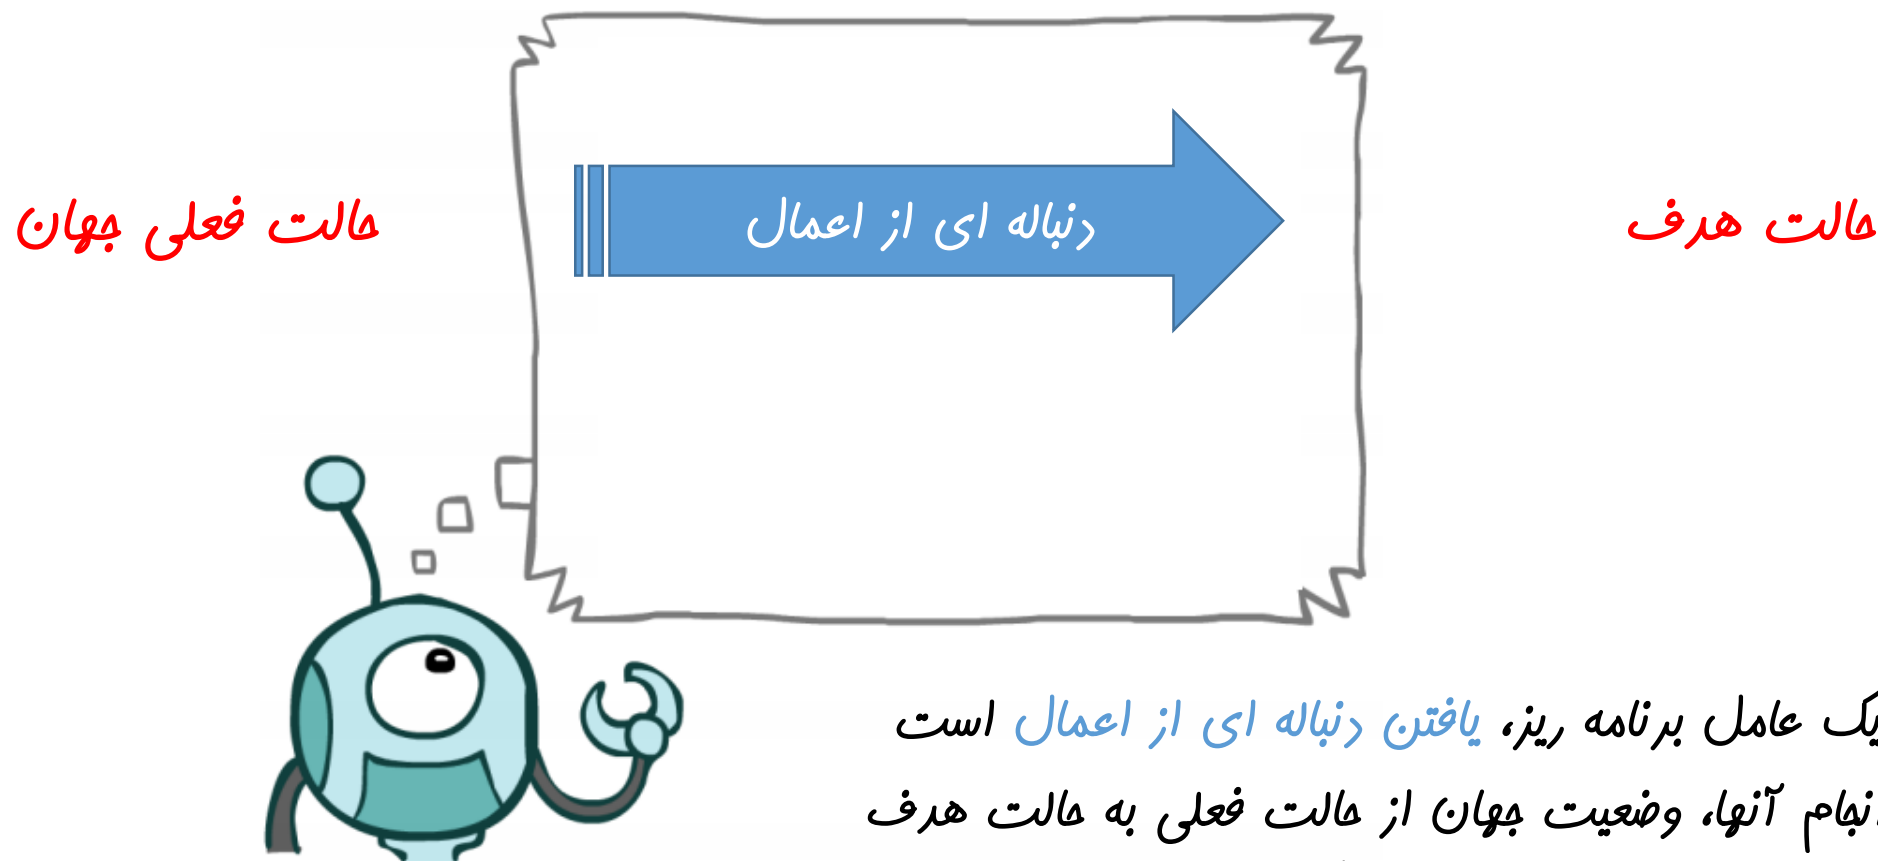 حالت فعلی جهان
دنباله ای از اعمال
حالت هدف
یک عامل برنامه ریز، یافتن دنباله ای از اعمال است
انجام آنها، وضعیت جهان از حالت فعلی به حالت هدف